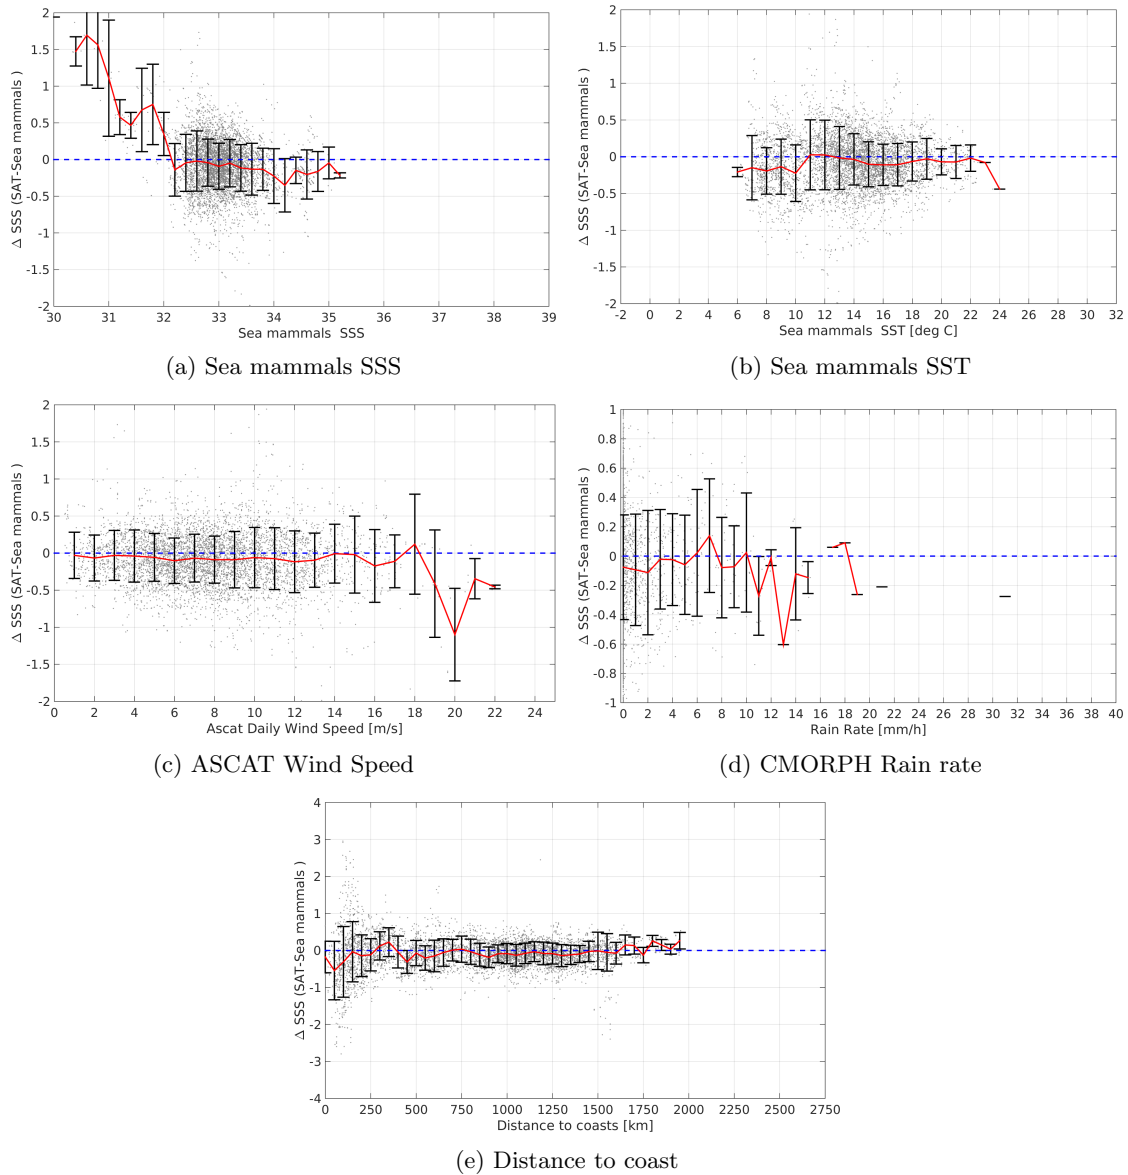 2
1.5
1
0.5
0
-0.5
-1
-1.5
-2
Δ SSS (SAT-Sea mammals )
30 31 32 33 34 35 36 37 38 39
Sea mammals SSS
(a) Sea mammals SSS
2
1.5
1
0.5
0
-0.5
-1
-1.5
-2
Δ SSS (SAT-Sea mammals )
-2 0 2 4 6 8 10 12 14 16 18 20 22 24 26 28 30 32
Sea mammals SST [deg C]
(b) Sea mammals SST
2
1.5
1
0.5
0
-0.5
-1
-1.5
-2
Δ SSS (SAT-Sea mammals )
0 2 4 6 8 10 12 14 16 18 20 22 24
Ascat Daily Wind Speed [m/s]
(c) ASCAT Wind Speed
1
0.8
0.6
0.4
0.2
0
-0.2
-0.4
-0.6
-0.8
-1
Δ SSS (SAT-Sea mammals )
0 2 4 6 8 10 12 14 16 18 20 22 24 26 28 30 32 34 36 38 40
Rain Rate [mm/h]
(d) CMORPH Rain rate
4
3
2
1
0
-1
-2
-3
-4
Δ SSS (SAT-Sea mammals )
0 250 500 750 1000 1250 1500 1750 2000 2250 2500 2750
Distance to coasts [km]
(e) Distance to coast